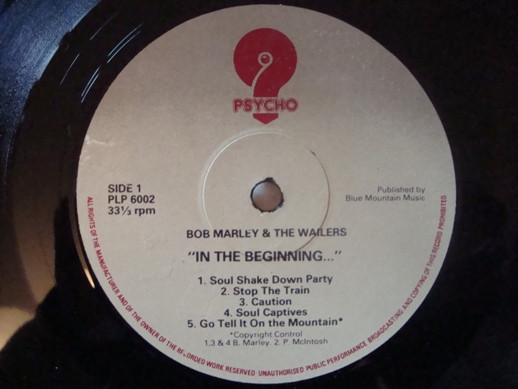 PSYCHO
SIDE 1
PLP 6002
33⅓ rpm
Published by
Blue Mountain Music
BOB MARLEY & THE WAILERS
"IN THE BEGINNING..."
1. Soul Shake Down Party
2. Stop The Train
3. Caution
4. Soul Captives
5. Go Tell It On the Mountain*
*Copyright Control
1,3 & 4 B. Marley. 2. P. McIntosh
ALL RIGHTS OF THE MANUFACTURER AND OF THE OWNER OF THE RECORDED WORK RESERVED UNAUTHORISED PUBLIC PERFORMANCE BROADCASTING AND COPYING OF THIS RECORD PROHIBITED